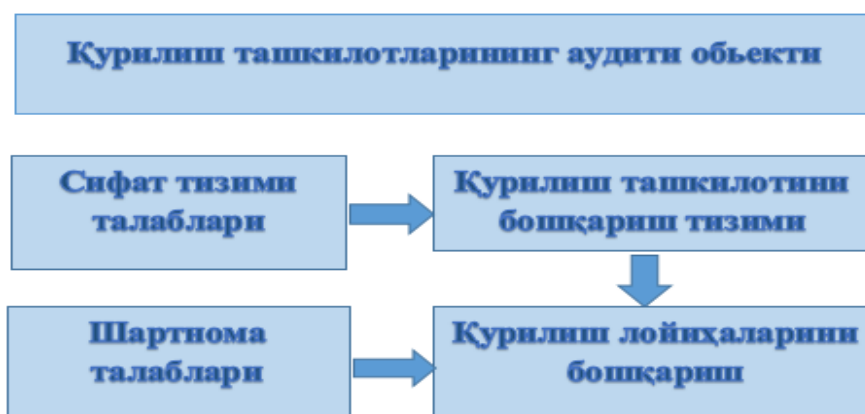 Қурилиш ташкилотларининг аудити обьекти
Сифат тизими
талаблари
Қурилиш ташкилотини
бошқариш тизими
Шартнома
талаблари
Қурилиш лойиҳаларини
бошқариш